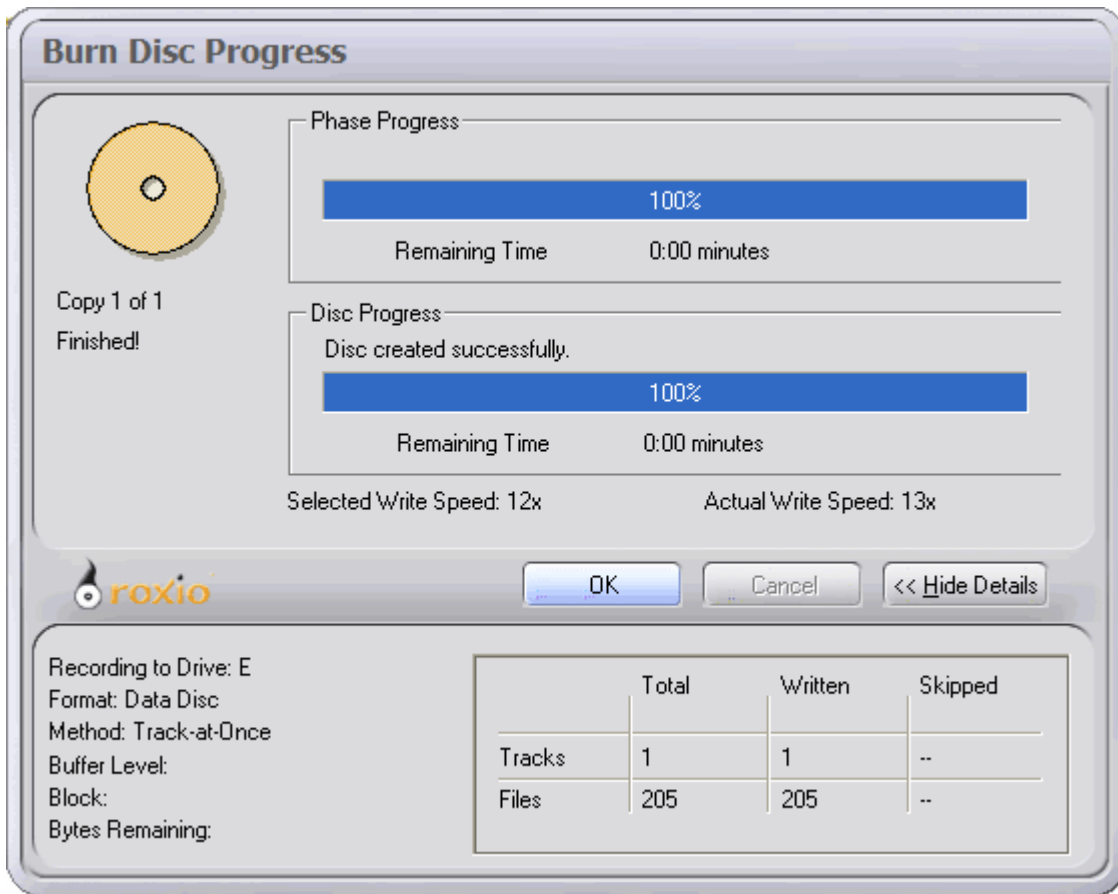 Burn Disc Progress
Phase Progress
100%
Remaining Time 0:00 minutes
Copy 1 of 1
Finished!
Disc Progress
Disc created successfully.
100%
Remaining Time 0:00 minutes
Selected Write Speed: 12x Actual Write Speed: 13x
roxio
OK Cancel << Hide Details
Recording to Drive: E
Format: Data Disc
Method: Track-at-Once
Buffer Level:
Block:
Bytes Remaining:
Total Written Skipped
Tracks 1 1 --
Files 205 205 --